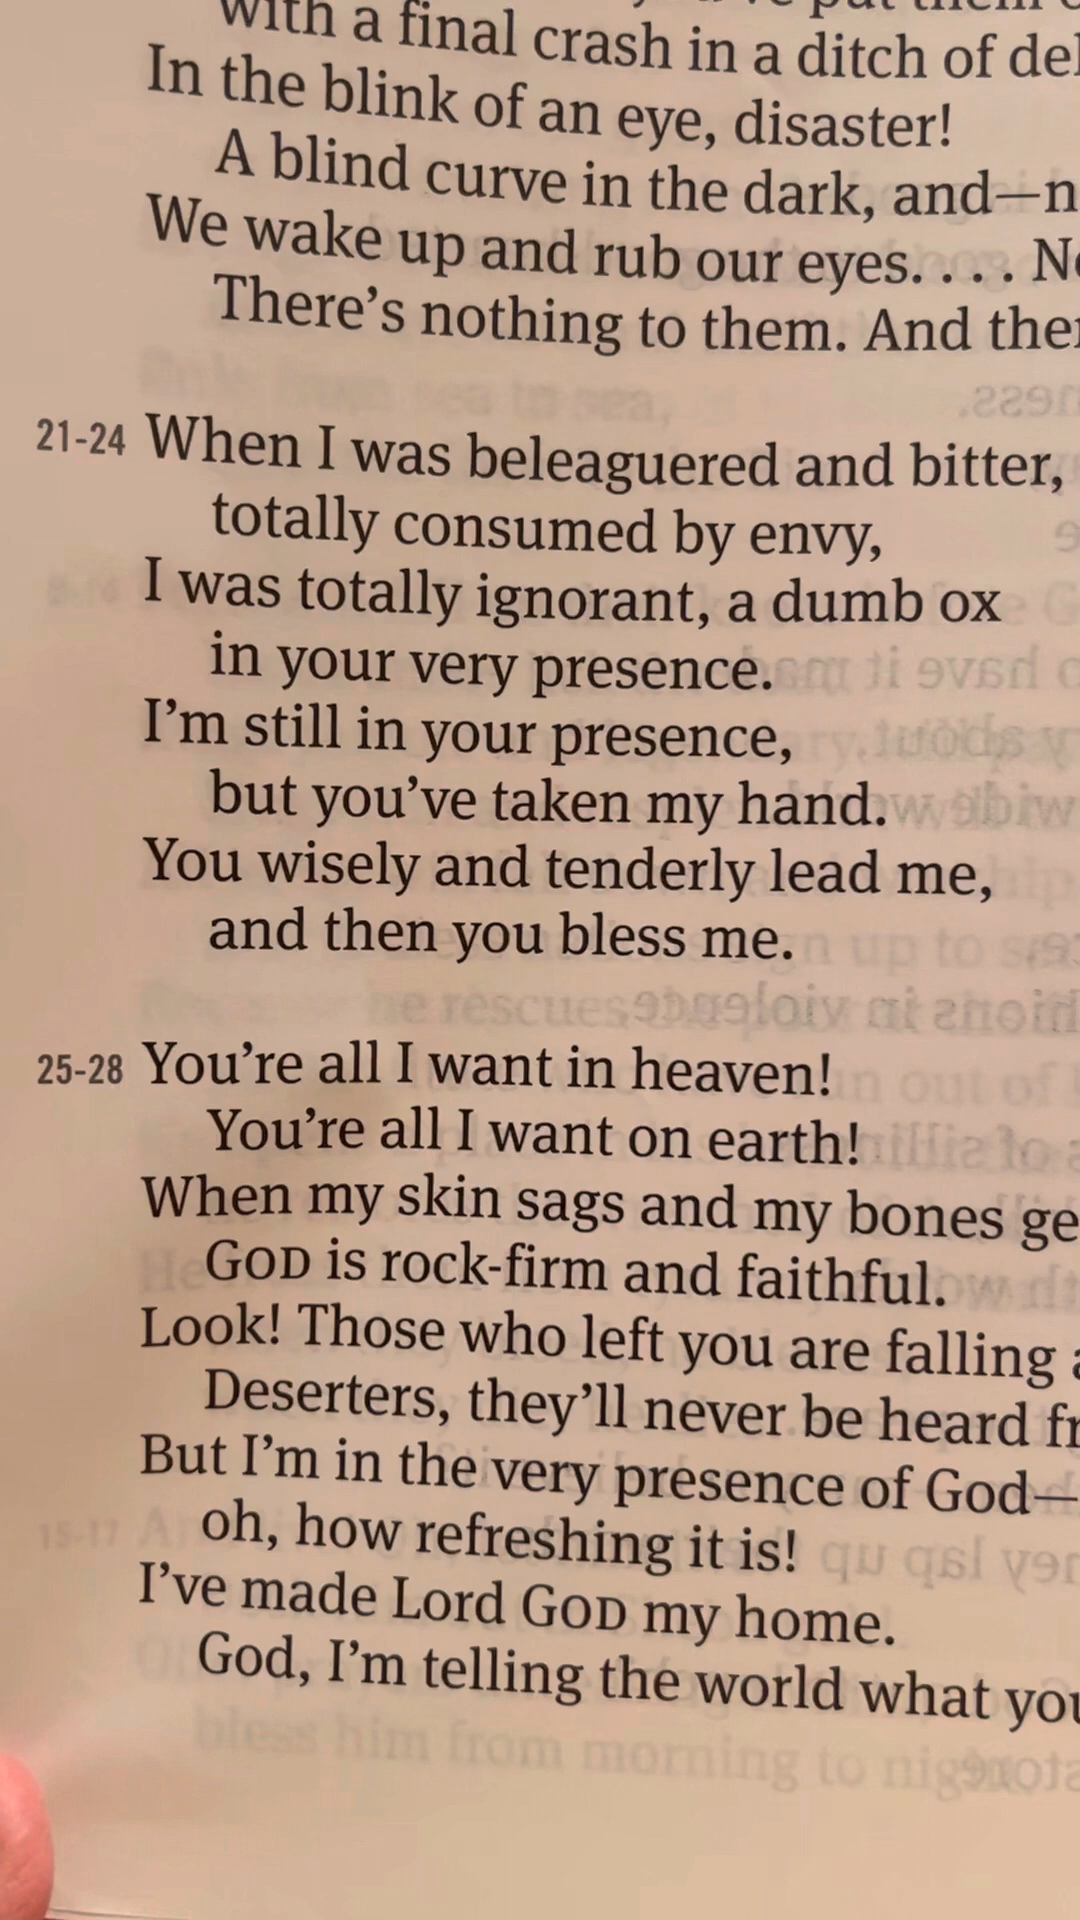 with a final crash in a ditch of
In the blink of an eye, disaster!
A blind curve in the dark, and—
We wake up and rub our eyes. . . .
There's nothing to them. And
21-24 When I was beleaguered and bitter,
totally consumed by envy,
I was totally ignorant, a dumb ox
in your very presence.
I'm still in your presence,
but you've taken my hand.
You wisely and tenderly lead me,
and then you bless me.
25-28 You're all I want in heaven!
You're all I want on earth!
When my skin sags and my bones
GOD is rock-firm and faithful.
Look! Those who left you are falling
Deserters, they'll never be heard
But I'm in the very presence of God—
oh, how refreshing it is!
I've made Lord GOD my home.
God, I'm telling the world what